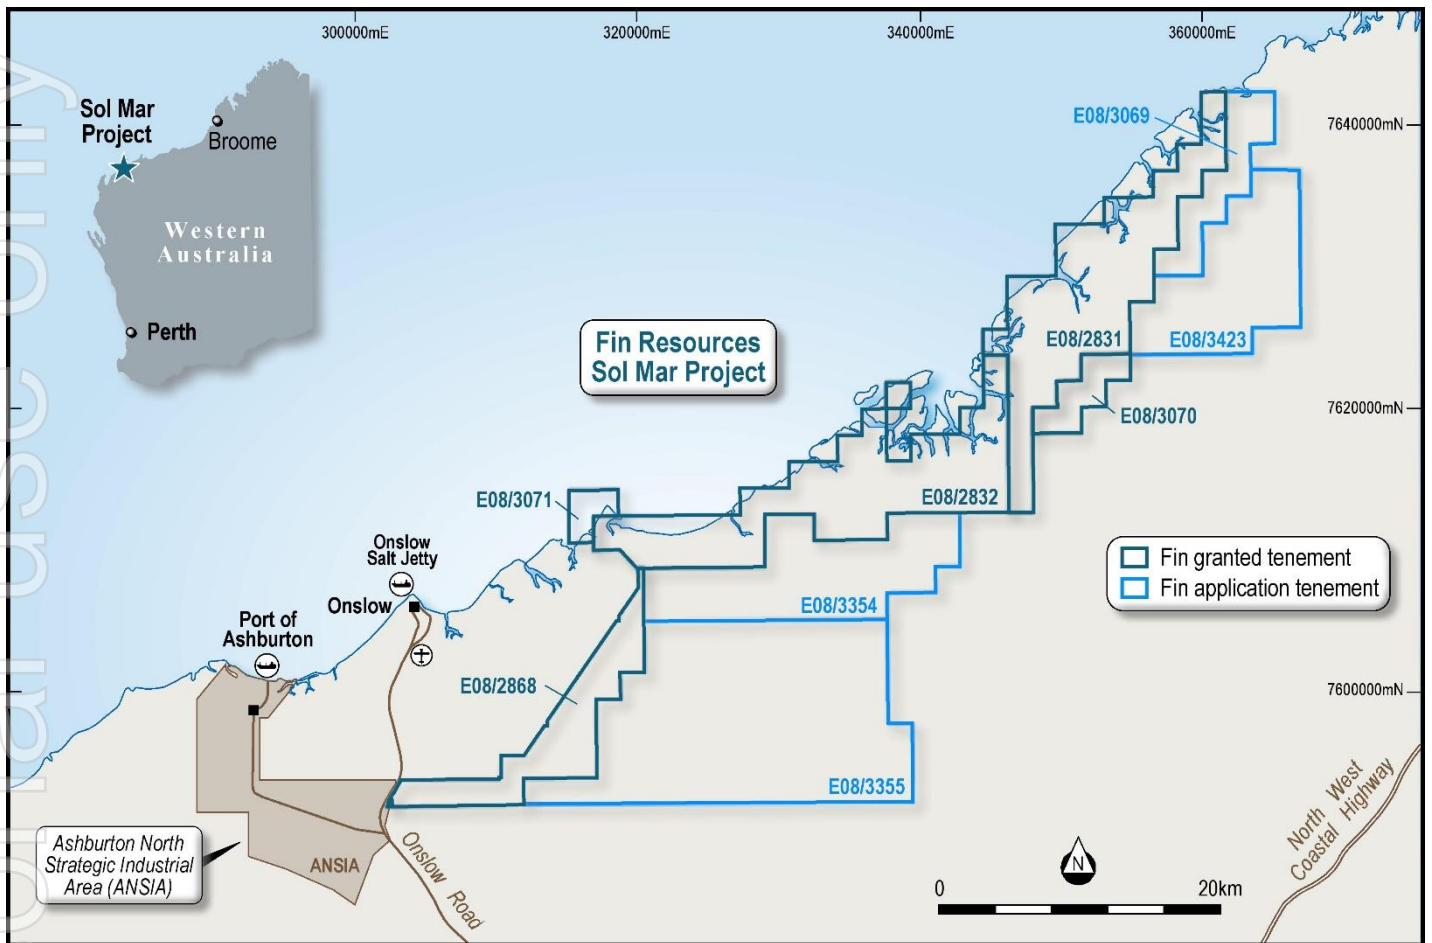 300000mE
320000mE
340000mE
360000mE
Sol Mar
Project
Broome
Western
Australia
Perth
E08/3069
7640000mN
Fin Resources
Sol Mar Project
E08/2831
E08/3423
7620000mN
E08/3070
E08/3071
E08/2832
Onslow
Salt Jetty
Onslow
Port of
Ashburton
Fin granted tenement
Fin application tenement
E08/3354
E08/2868
7600000mN
E08/3355
Ashburton North
Strategic Industrial
Area (ANSIA)
ANSIA
Onslow Road
North West
Coastal Highway
N
0
20km
use only